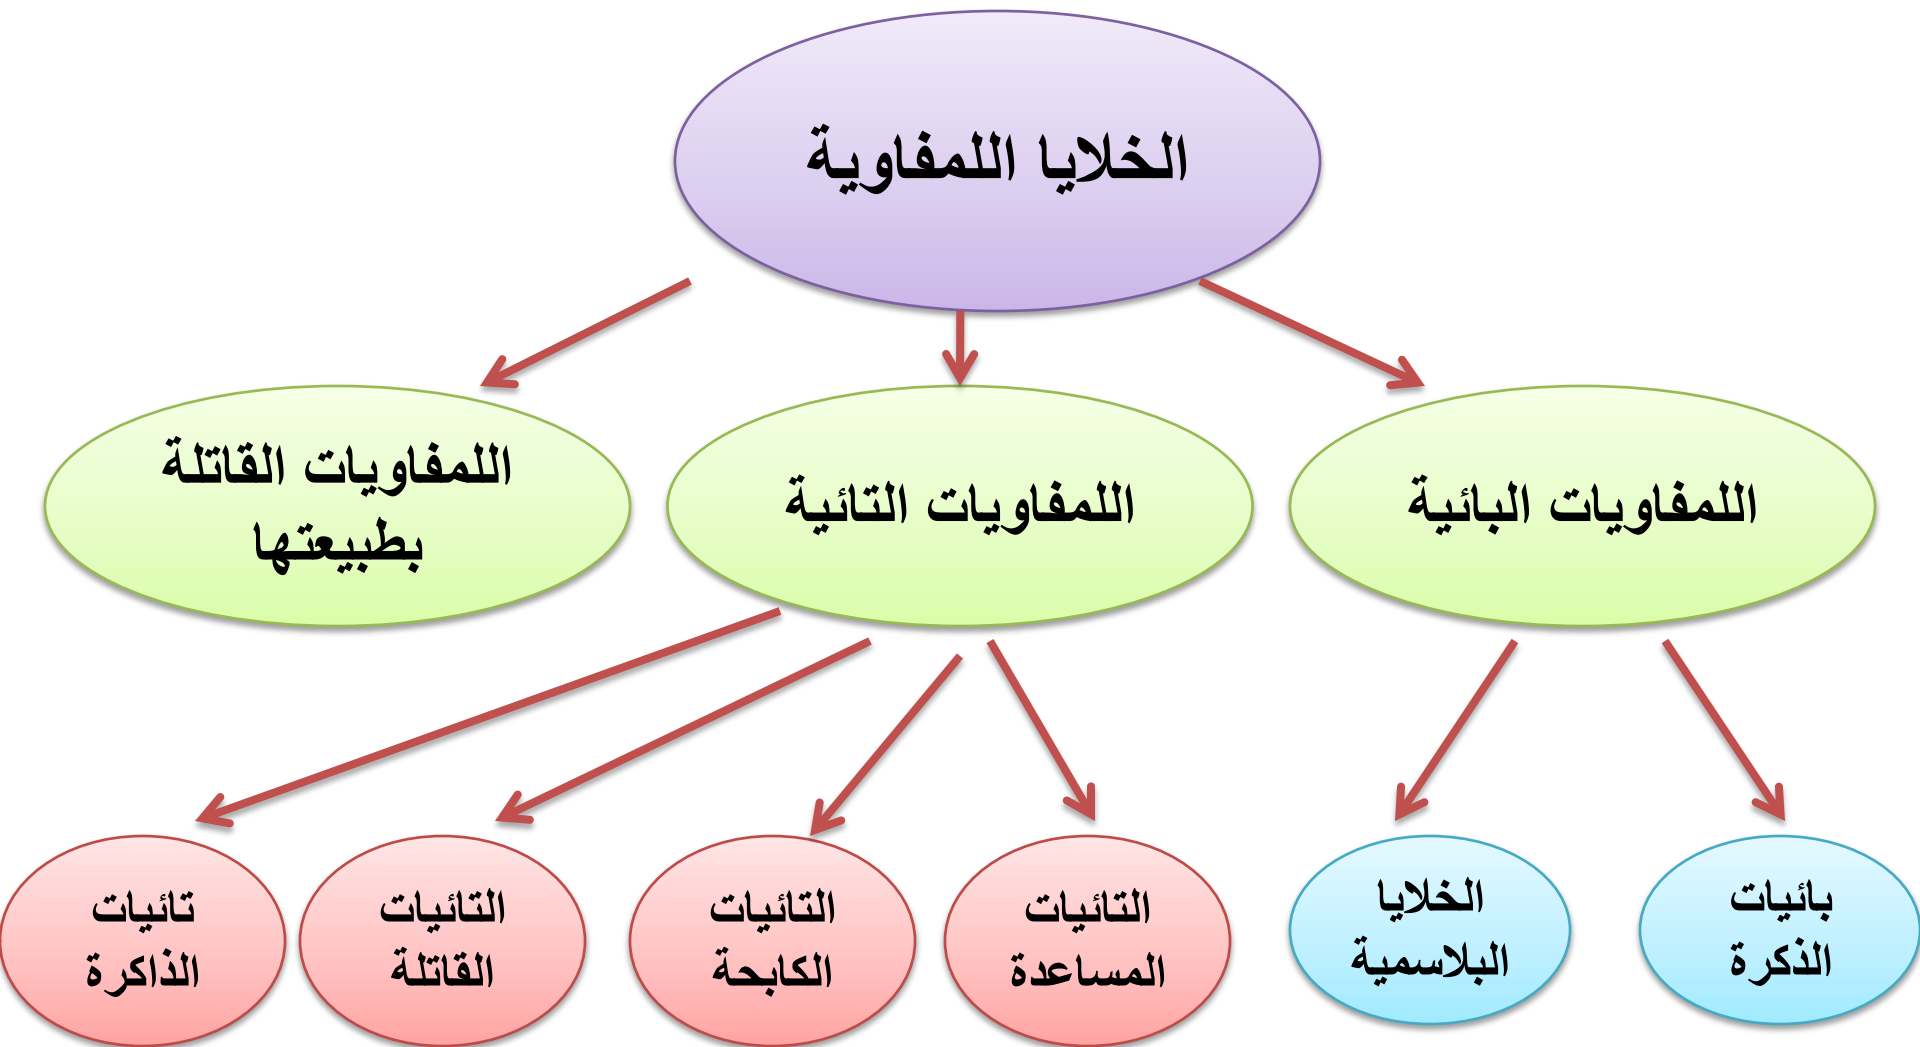 الخلايا اللمفاوية
اللمفاويات البائية
اللمفاويات التائية
اللمفاويات القاتلة
بطبيعتها
بائيات
الذكرة
الخلايا
البلاسمية
التائيات
المساعدة
التائيات
الكابحة
التائيات
القاتلة
تائيات
الذاكرة